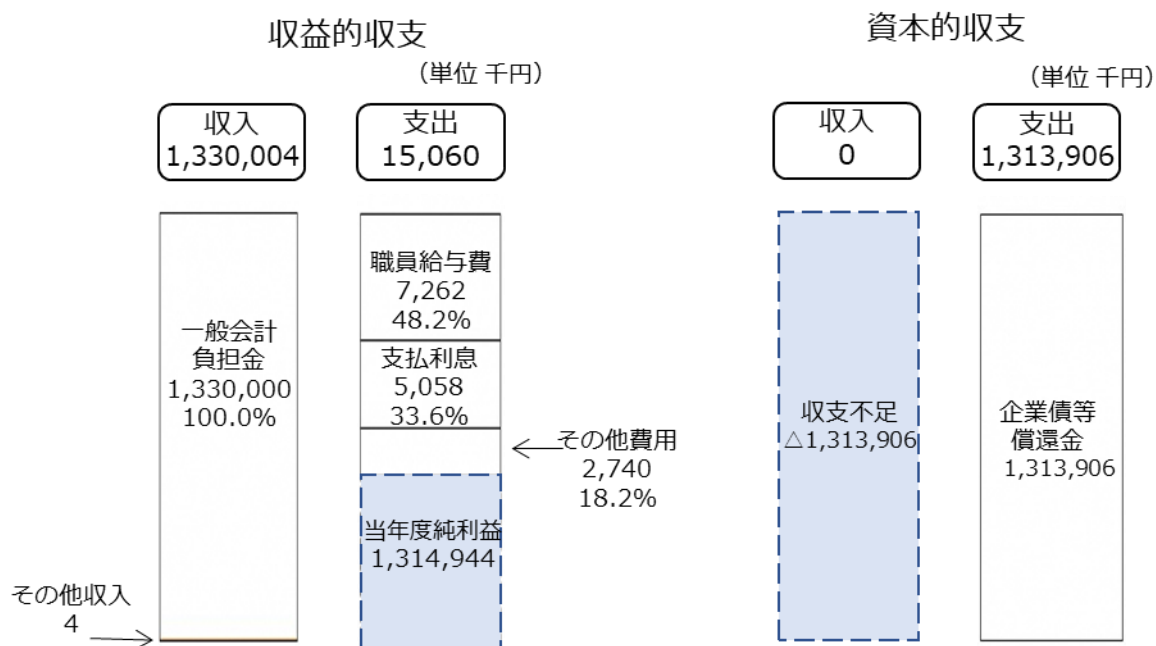 収益的収支
（単位 千円）
収入
1,330,004
支出
15,060
一般会計
負担金
1,330,000
100.0%
その他収入
4
職員給与費
7,262
48.2%
支払利息
5,058
33.6%
その他費用
2,740
18.2%
当年度純利益
1,314,944
資本的収支
（単位 千円）
収入
0
支出
1,313,906
収支不足
△1,313,906
企業債等
償還金
1,313,906